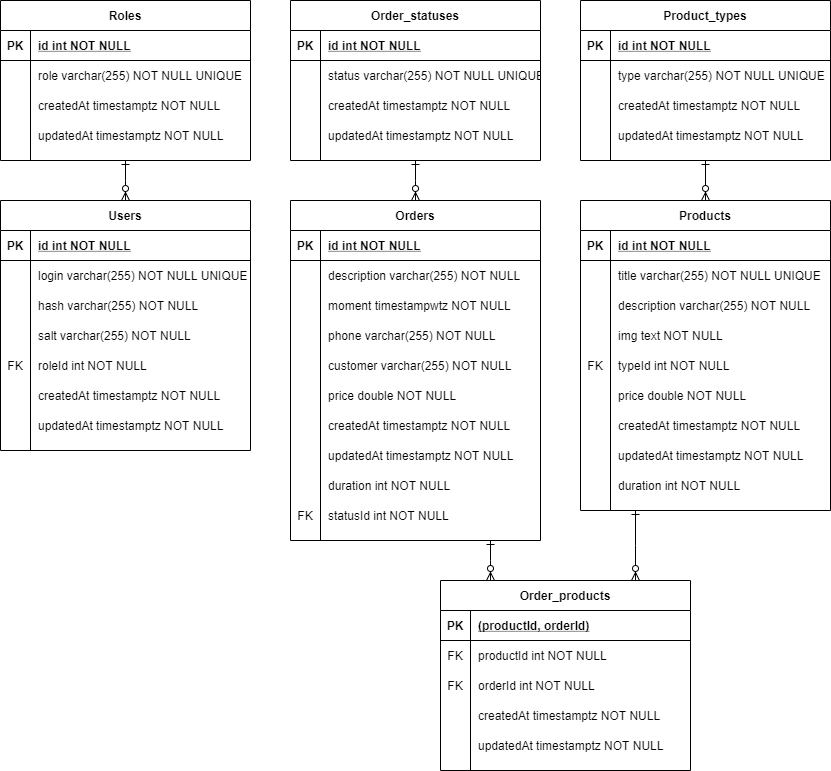 Roles
PK id int NOT NULL
role varchar(255) NOT NULL UNIQUE
createdAt timestamptz NOT NULL
updatedAt timestamptz NOT NULL
Order_statuses
PK id int NOT NULL
status varchar(255) NOT NULL UNIQUE
createdAt timestamptz NOT NULL
updatedAt timestamptz NOT NULL
Product_types
PK id int NOT NULL
type varchar(255) NOT NULL UNIQUE
createdAt timestamptz NOT NULL
updatedAt timestamptz NOT NULL
Users
PK id int NOT NULL
login varchar(255) NOT NULL UNIQUE
hash varchar(255) NOT NULL
salt varchar(255) NOT NULL
FK roleId int NOT NULL
createdAt timestamptz NOT NULL
updatedAt timestamptz NOT NULL
Orders
PK id int NOT NULL
description varchar(255) NOT NULL
moment timestampwtz NOT NULL
phone varchar(255) NOT NULL
customer varchar(255) NOT NULL
price double NOT NULL
createdAt timestamptz NOT NULL
updatedAt timestamptz NOT NULL
duration int NOT NULL
FK statusId int NOT NULL
Products
PK id int NOT NULL
title varchar(255) NOT NULL UNIQUE
description varchar(255) NOT NULL
img text NOT NULL
FK typeId int NOT NULL
price double NOT NULL
createdAt timestamptz NOT NULL
updatedAt timestamptz NOT NULL
duration int NOT NULL
Order_products
PK (productId, orderId)
FK productId int NOT NULL
FK orderId int NOT NULL
createdAt timestamptz NOT NULL
updatedAt timestamptz NOT NULL